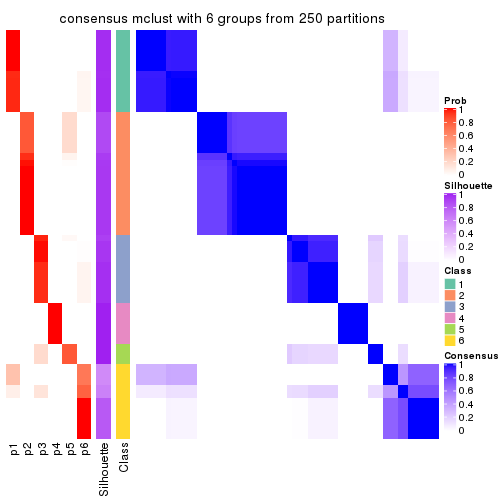 consensus mclust with 6 groups from 250 partitions
Prob
1
0.8
0.6
0.4
0.2
0
Silhouette
1
0.8
0.6
0.4
0.2
0
Class
1
2
3
4
5
6
Consensus
1
0.8
0.6
0.4
0.2
0
p1
p2
p3
p4
p5
p6
Silhouette
Class